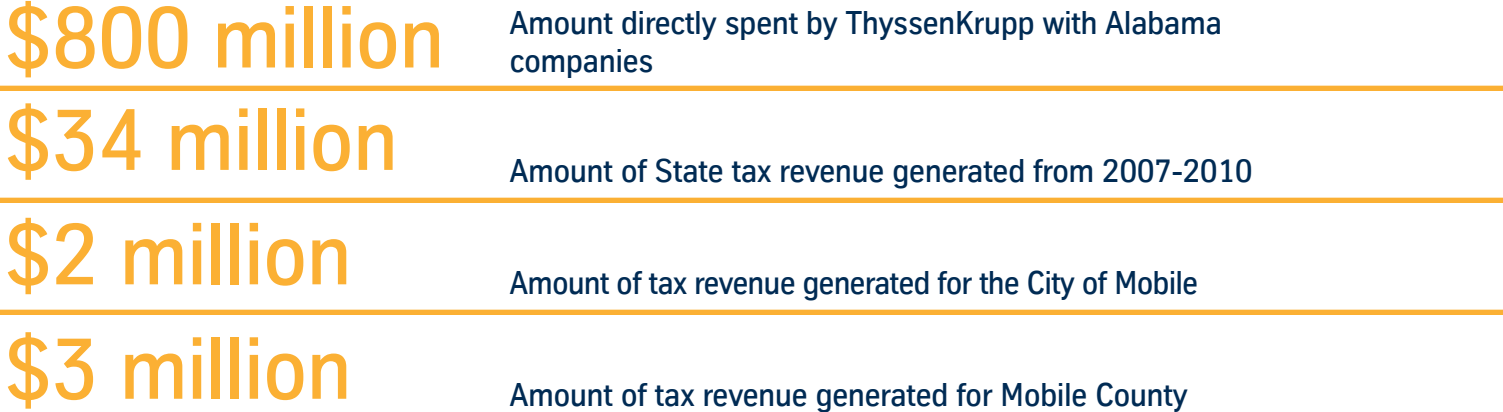 $800 million
Amount directly spent by ThyssenKrupp with Alabama
companies
$34 million
Amount of State tax revenue generated from 2007-2010
$2 million
Amount of tax revenue generated for the City of Mobile
$3 million
Amount of tax revenue generated for Mobile County